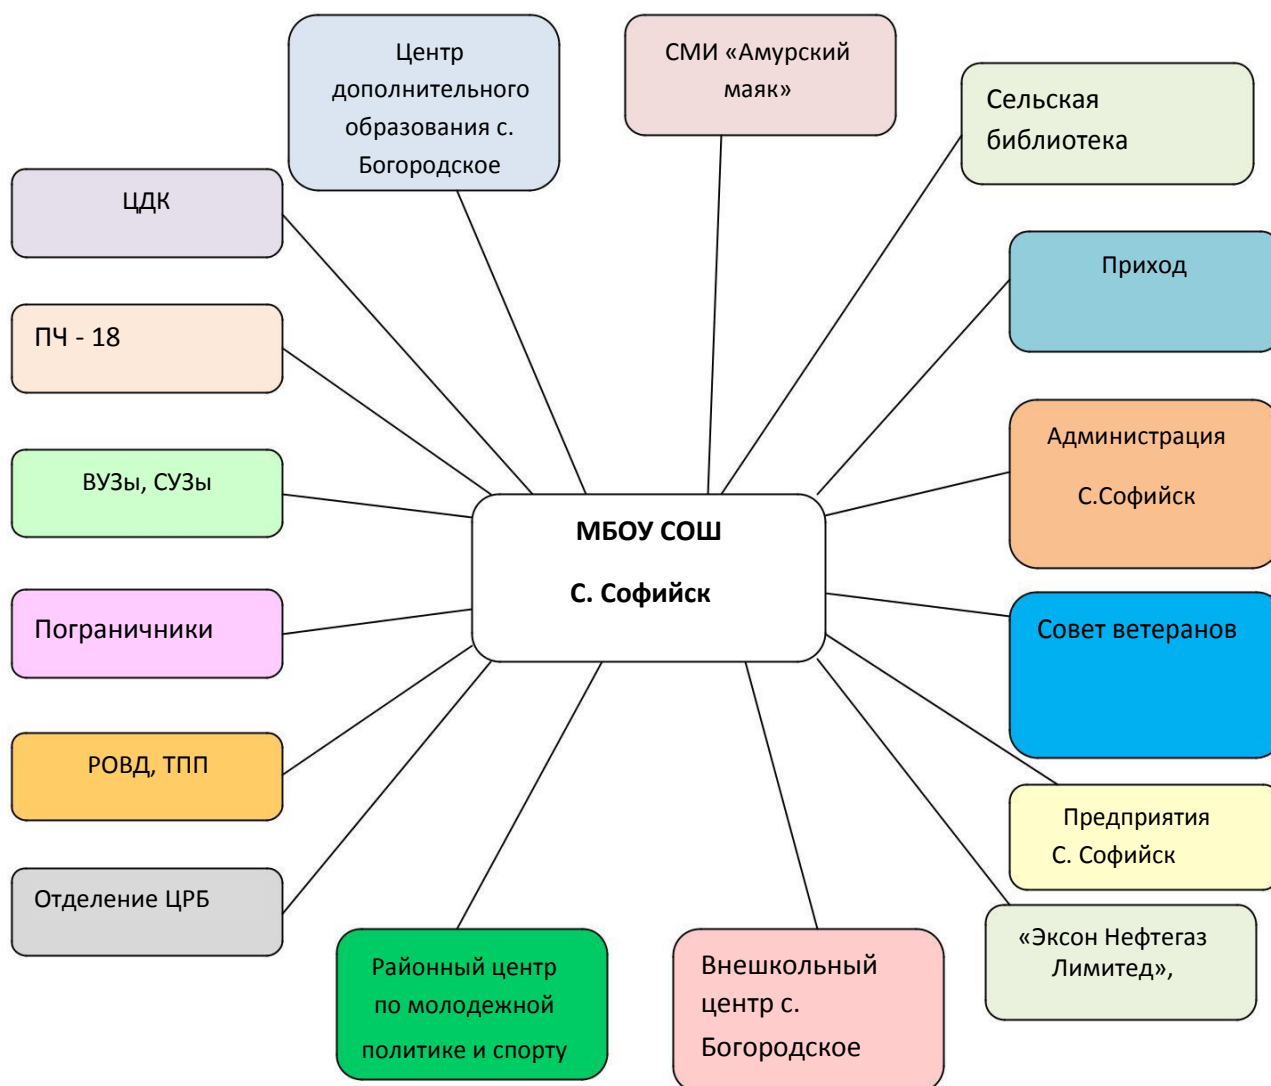 Центр
дополнительного
образования с.
Богородское
СМИ «Амурский
маяк»
Сельская
библиотека
ЦДК
Приход
ПЧ - 18
Администрация
С.Софийск
ВУЗы, СУЗы
МБОУ СОШ
С. Софийск
Пограничники
Совет ветеранов
РОВД, ТПП
Предприятия
С. Софийск
Отделение ЦРБ
«Эксон Нефтегаз
Лимитед»,
Районный центр
по молодежной
политике и спорту
Внешкольный
центр с.
Богородское